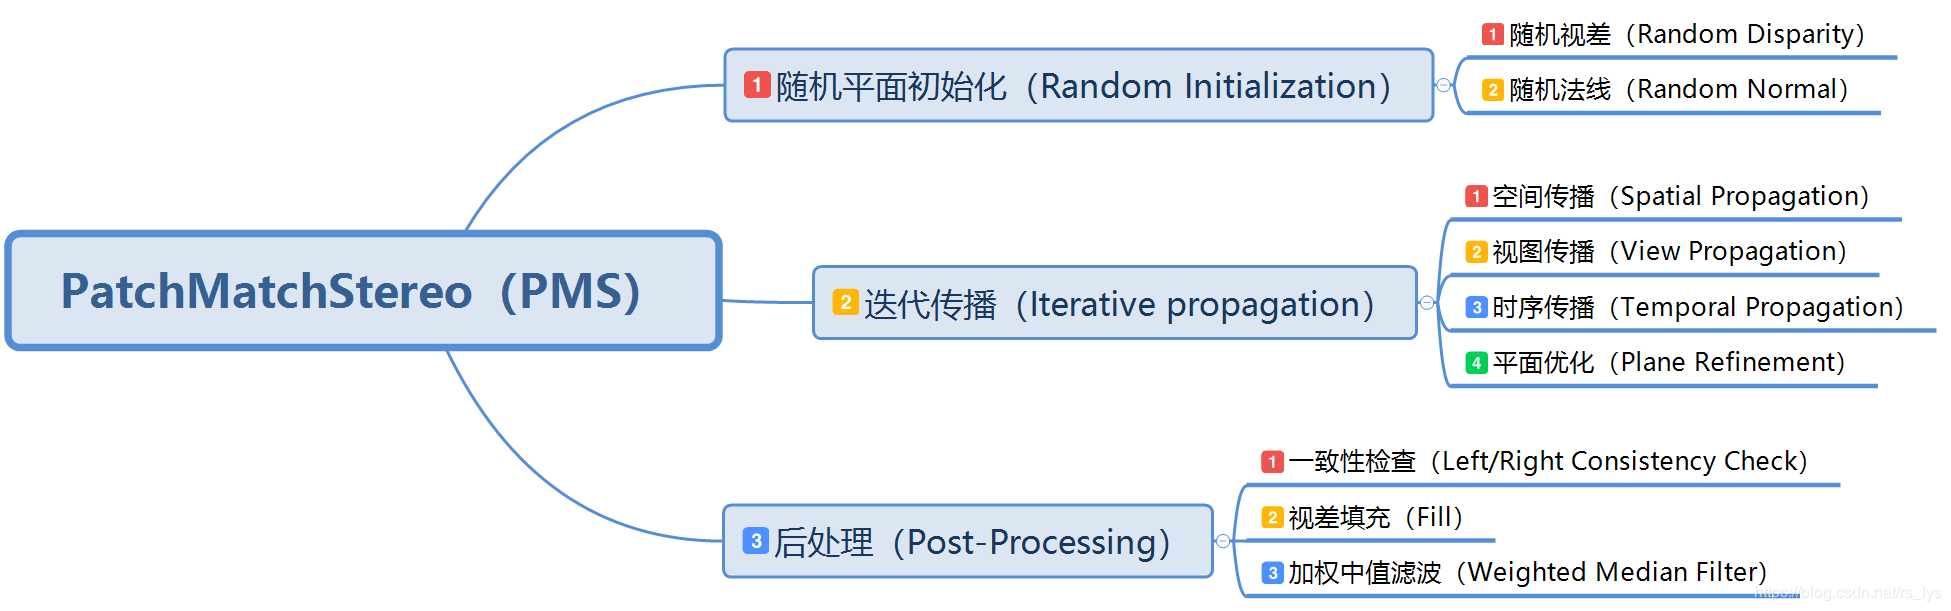 PatchMatchStereo（PMS）
1 随机平面初始化（Random Initialization）
1 随机视差（Random Disparity）
2 随机法线（Random Normal）
2 迭代传播（Iterative propagation）
1 空间传播（Spatial Propagation）
2 视图传播（View Propagation）
3 时序传播（Temporal Propagation）
4 平面优化（Plane Refinement）
3 后处理（Post-Processing）
1 一致性检查（Left/Right Consistency Check）
2 视差填充（Fill）
3 加权中值滤波（Weighted Median Filter）
https://blog.csdn.net/rs_lys